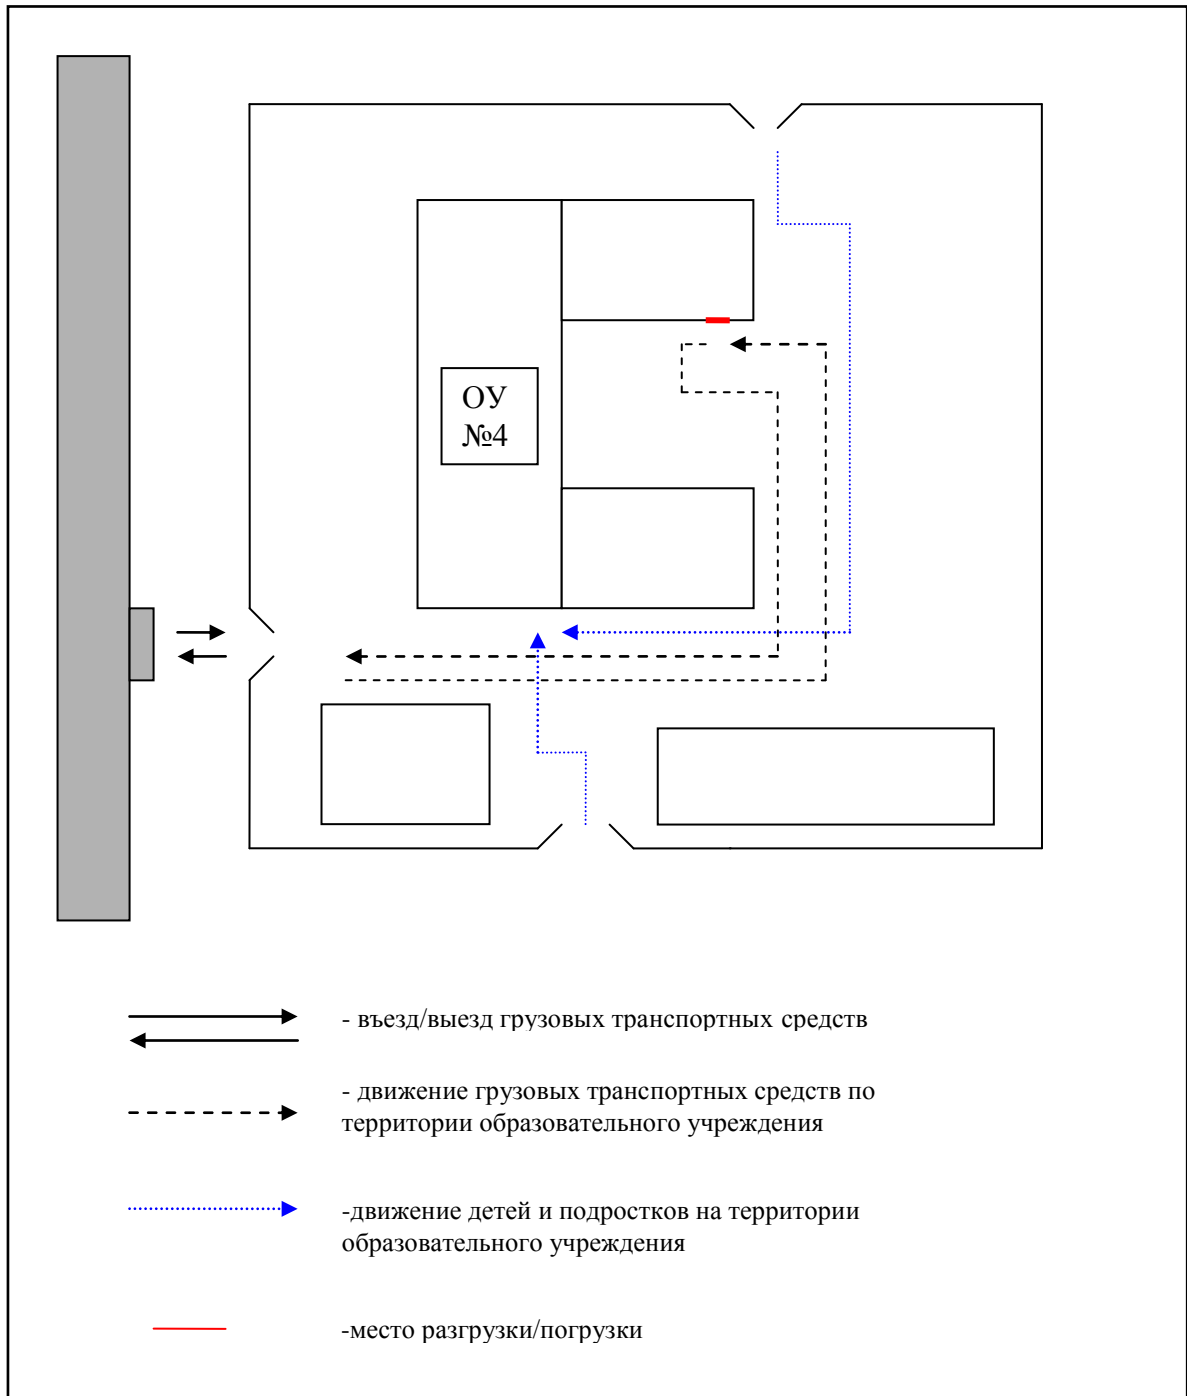 ОУ
№4
- въезд/выезд грузовых транспортных средств
- движение грузовых транспортных средств по
территории образовательного учреждения
-движение детей и подростков на территории
образовательного учреждения
-место разгрузки/погрузки